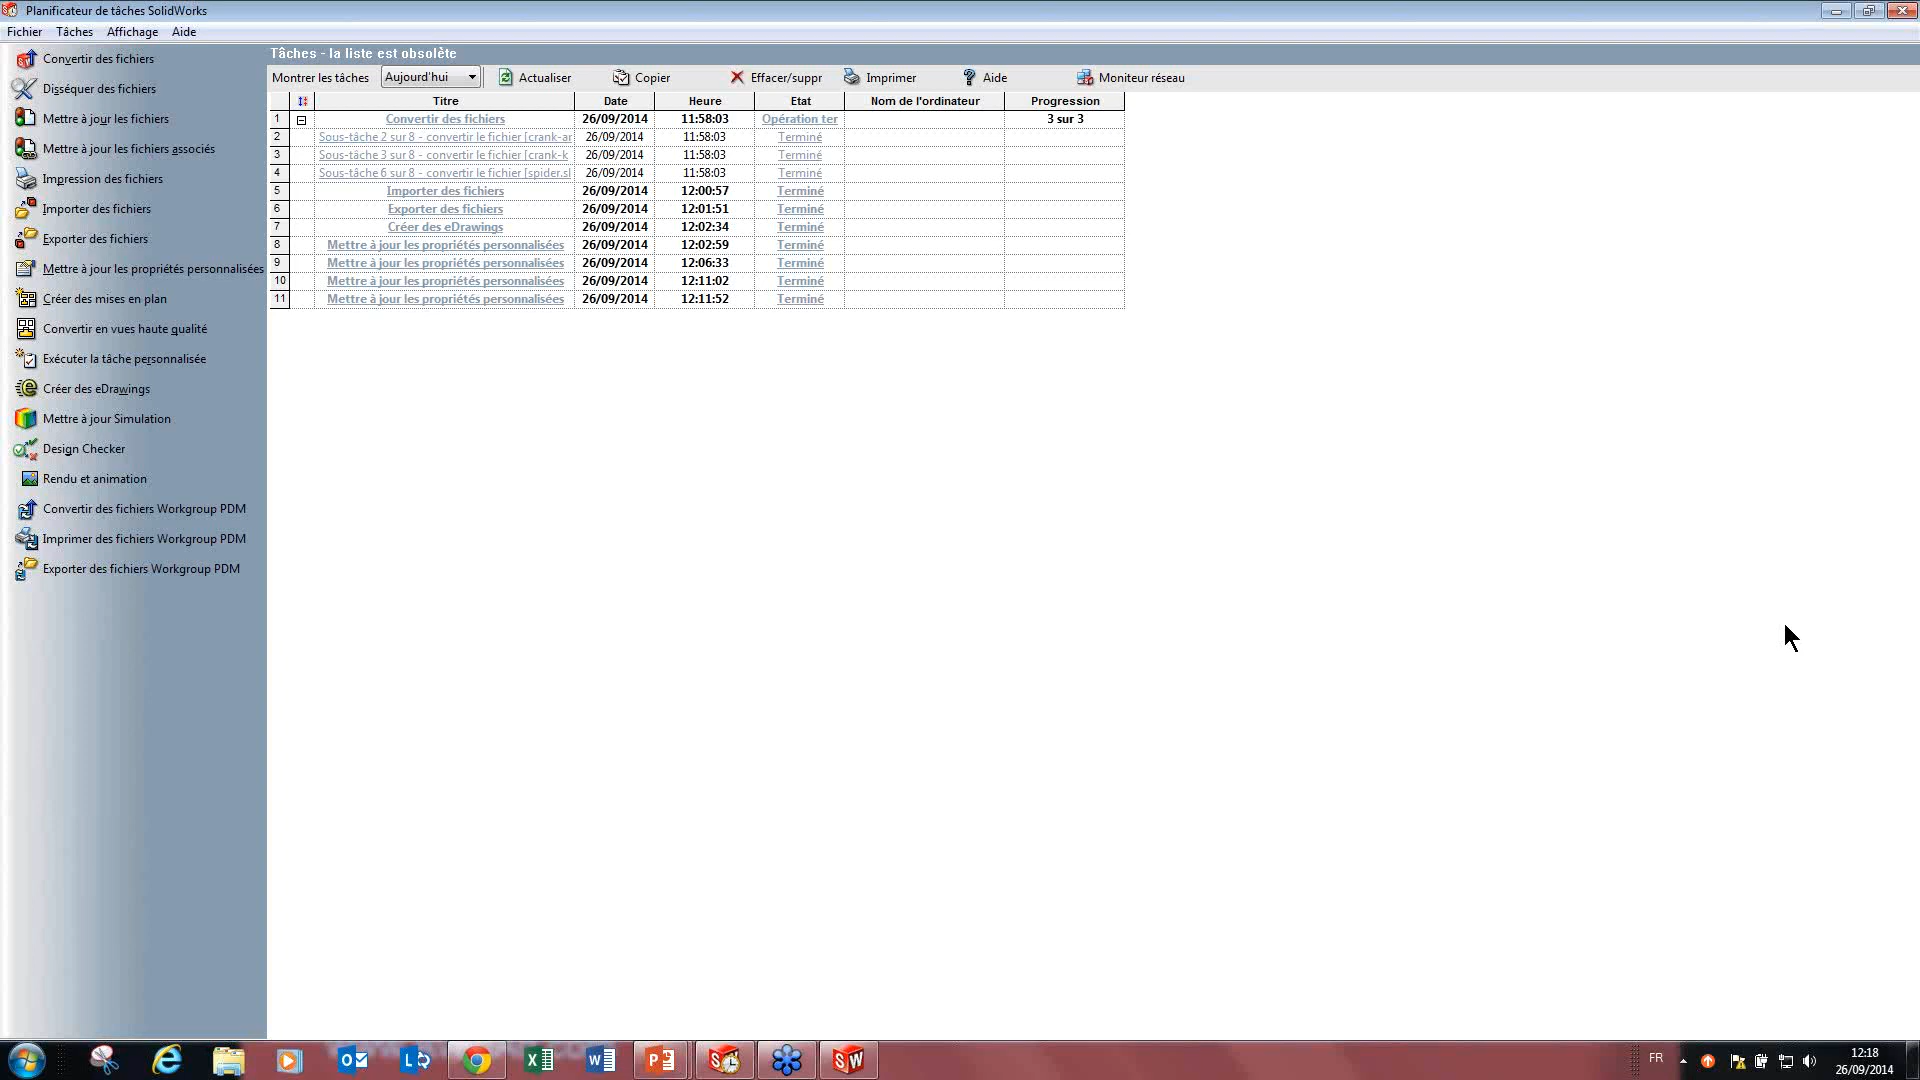 Planificateur de tâches SolidWorks
Fichier Tâches Affichage Aide
Convertir des fichiers
Disséquer des fichiers
Mettre à jour les fichiers
Mettre à jour les fichiers associés
Impression des fichiers
Importer des fichiers
Exporter des fichiers
Mettre à jour les propriétés personnalisées
Créer des mises en plan
Convertir en vues haute qualité
Exécuter la tâche personnalisée
Créer des eDrawings
Mettre à jour Simulation
Design Checker
Rendu et animation
Convertir des fichiers Workgroup PDM
Imprimer des fichiers Workgroup PDM
Exporter des fichiers Workgroup PDM
Tâches - la liste est obsolète
Montrer les tâches Aujourd'hui Actualiser Copier Effacer/suppr Imprimer Aide Moniteur réseau
Titre Date Heure Etat Nom de l'ordinateur Progression
1 Convertir des fichiers 26/09/2014 11:58:03 Opération ter 3 sur 3
2 Sous-tâche 2 sur 8 - convertir le fichier [crank-ar 26/09/2014 11:58:03 Terminé
3 Sous-tâche 3 sur 8 - convertir le fichier [crank-k 26/09/2014 11:58:03 Terminé
4 Sous-tâche 6 sur 8 - convertir le fichier [spider.sl 26/09/2014 11:58:03 Terminé
5 Importer des fichiers 26/09/2014 12:00:57 Terminé
6 Exporter des fichiers 26/09/2014 12:01:51 Terminé
7 Créer des eDrawings 26/09/2014 12:02:34 Terminé
8 Mettre à jour les propriétés personnalisées 26/09/2014 12:02:59 Terminé
9 Mettre à jour les propriétés personnalisées 26/09/2014 12:06:33 Terminé
10 Mettre à jour les propriétés personnalisées 26/09/2014 12:11:02 Terminé
11 Mettre à jour les propriétés personnalisées 26/09/2014 12:11:52 Terminé
FR
12:18
26/09/2014